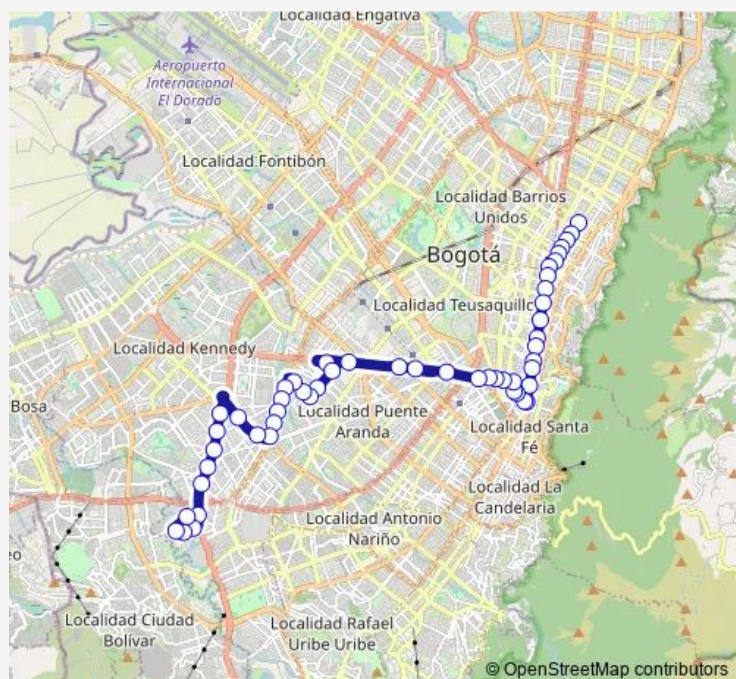 Localidad Engativá
Aeropuerto
Internacional
El Dorado
Localidad Fontibón
Localidad Barrios
Unidos
Bogotá
Localidad Teusaquillo
Localidad Kennedy
Bosa
Localidad Puente
Aranda
Localidad Santa
Fé
Localidad La
Candelaria
Localidad Antonio
Nariño
eo
Localidad Ciudad
Bolívar
Localidad Rafael
Uribe Uribe
© OpenStreetMap contributors